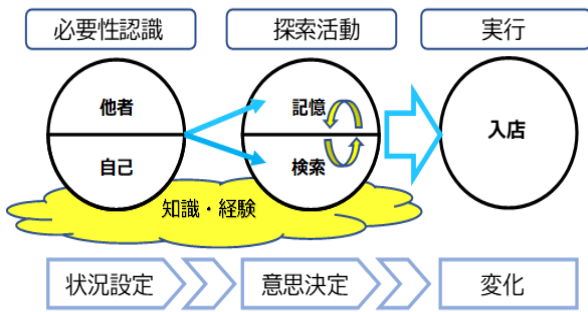 必要性認識
探索活動
実行
他者
自己
記憶
検索
入店
知識・経験
状況設定
意思決定
変化